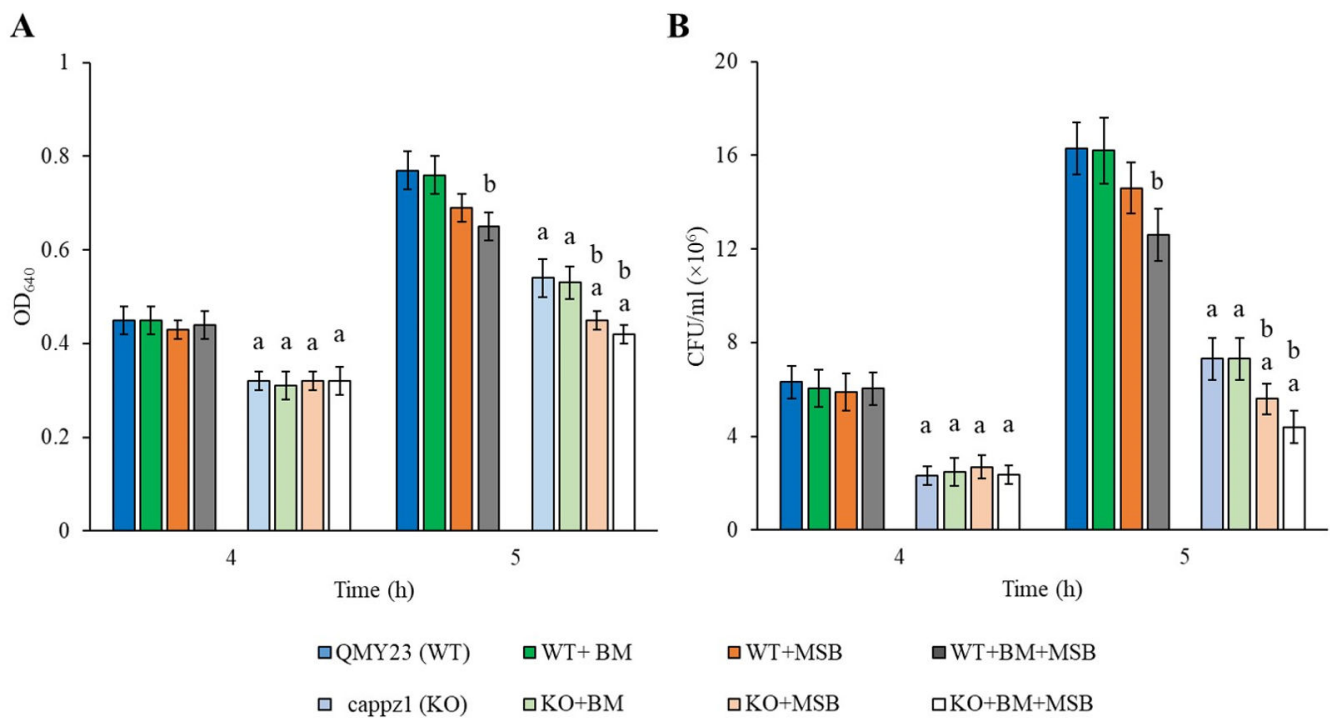 A
B
1
0.8
0.6
0.4
0.2
0
OD₆₄₀
a a a a
b
a a b b
a a
4 5
Time (h)
20
16
12
8
4
0
CFU/ml (×10⁶)
a a a a
b
a a b b
a a
4 5
Time (h)
QMY23 (WT) WT+ BM WT+MSB WT+BM+MSB
cappz1 (KO) KO+BM KO+MSB KO+BM+MSB